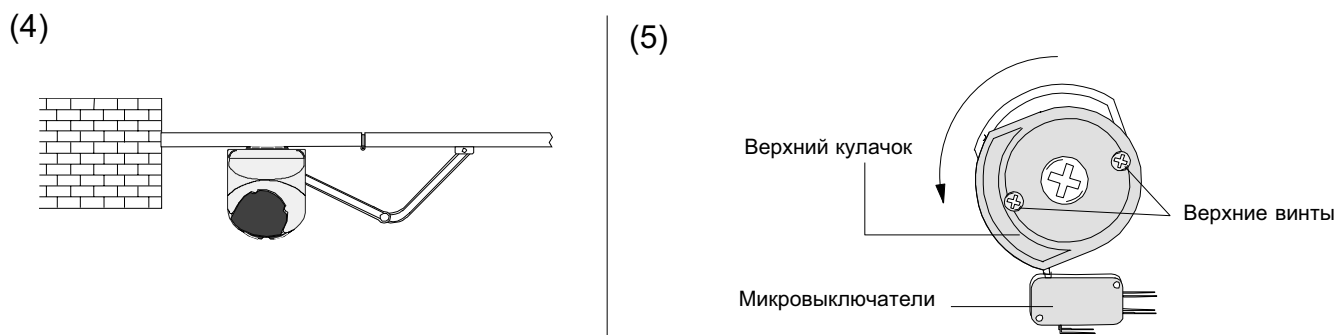 (4)
(5)
Верхний кулачок
Верхние винты
Микровыключатели